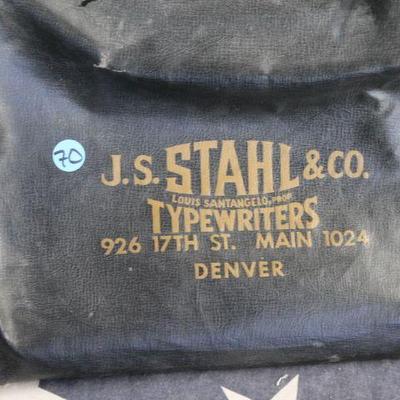 70
J.S. STAHL & CO.
LOUIS SANTANGELO, PROP.
TYPEWRITERS
926 17TH ST. MAIN 1024
DENVER